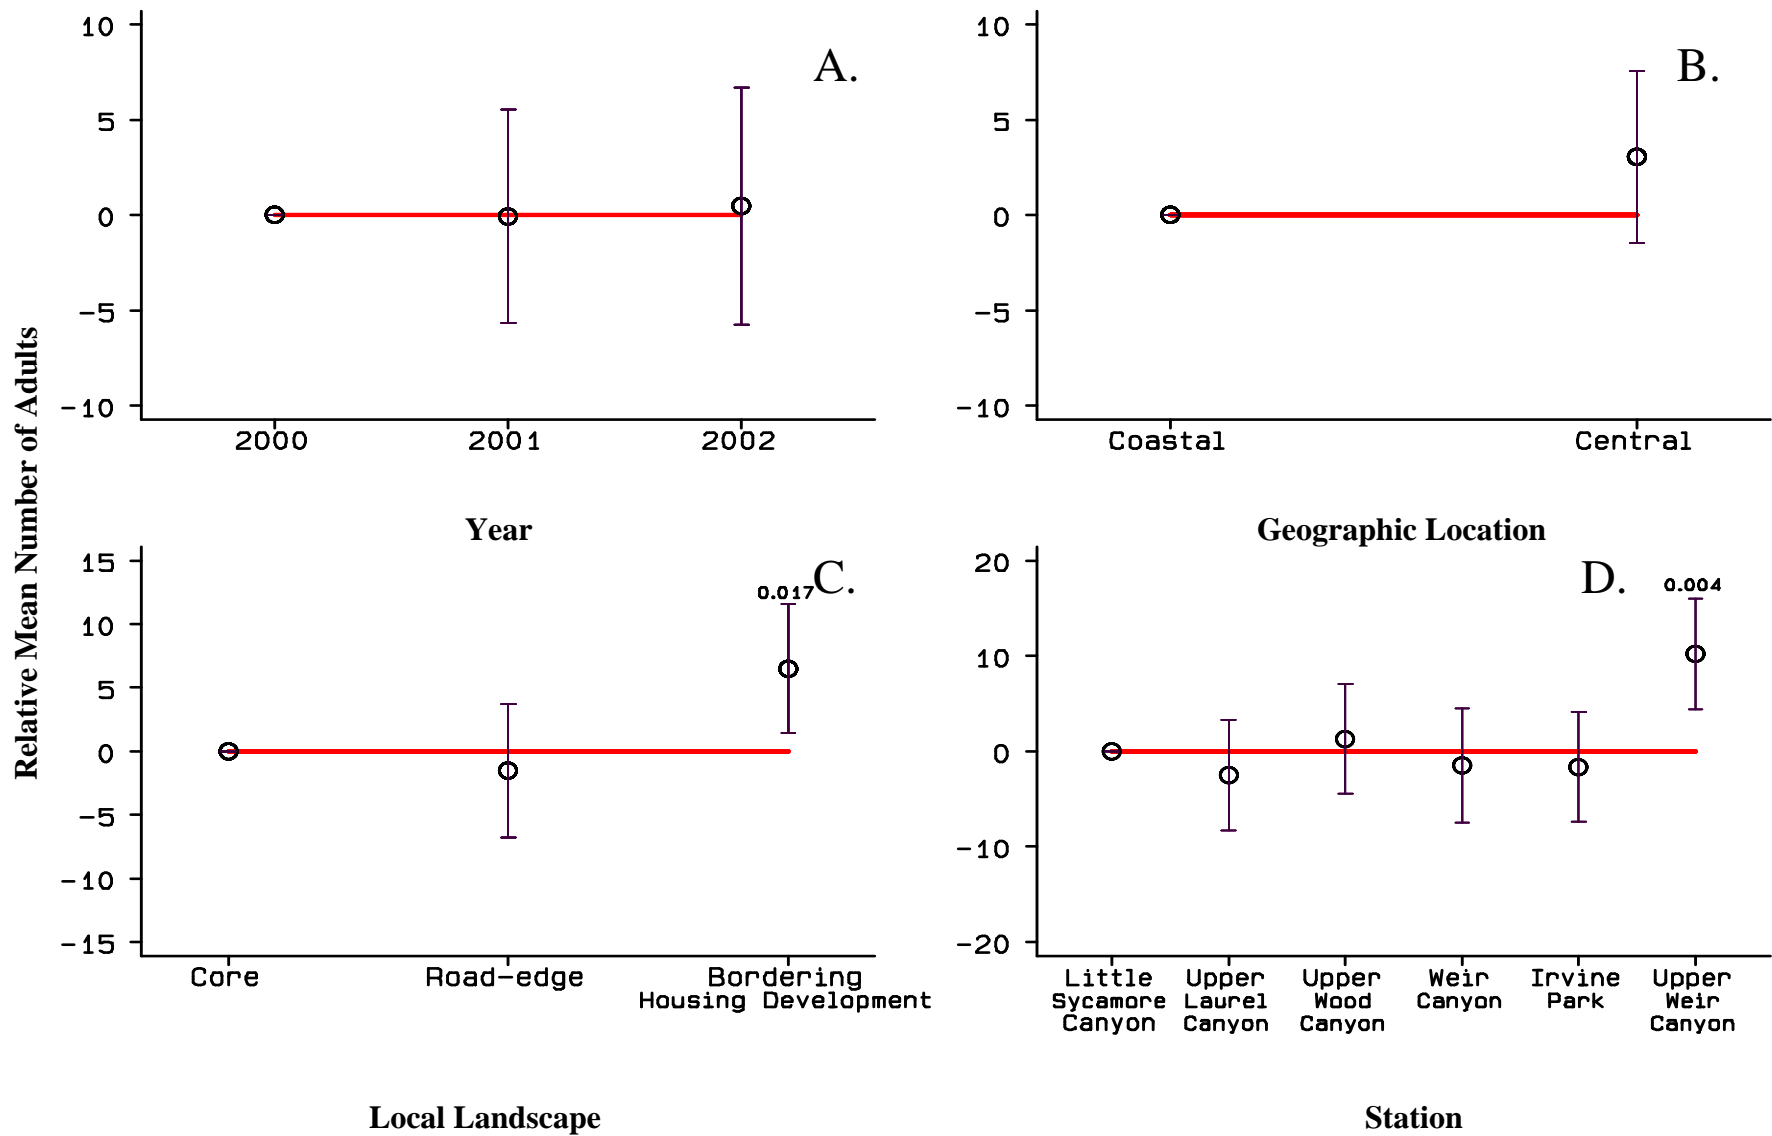 Relative Mean Number of Adults
A.
10
5
0
-5
-10
2000 2001 2002
Year
B.
10
5
0
-5
-10
Coastal Central
Geographic Location
C.
0.017
15
10
5
0
-5
-10
-15
Core Road-edge Bordering
Housing Development
Local Landscape
D.
0.004
20
10
0
-10
-20
Little Upper Upper Weir Irvine Upper
Sycamore Laurel Wood Canyon Park Weir
Canyon Canyon Canyon Canyon
Station